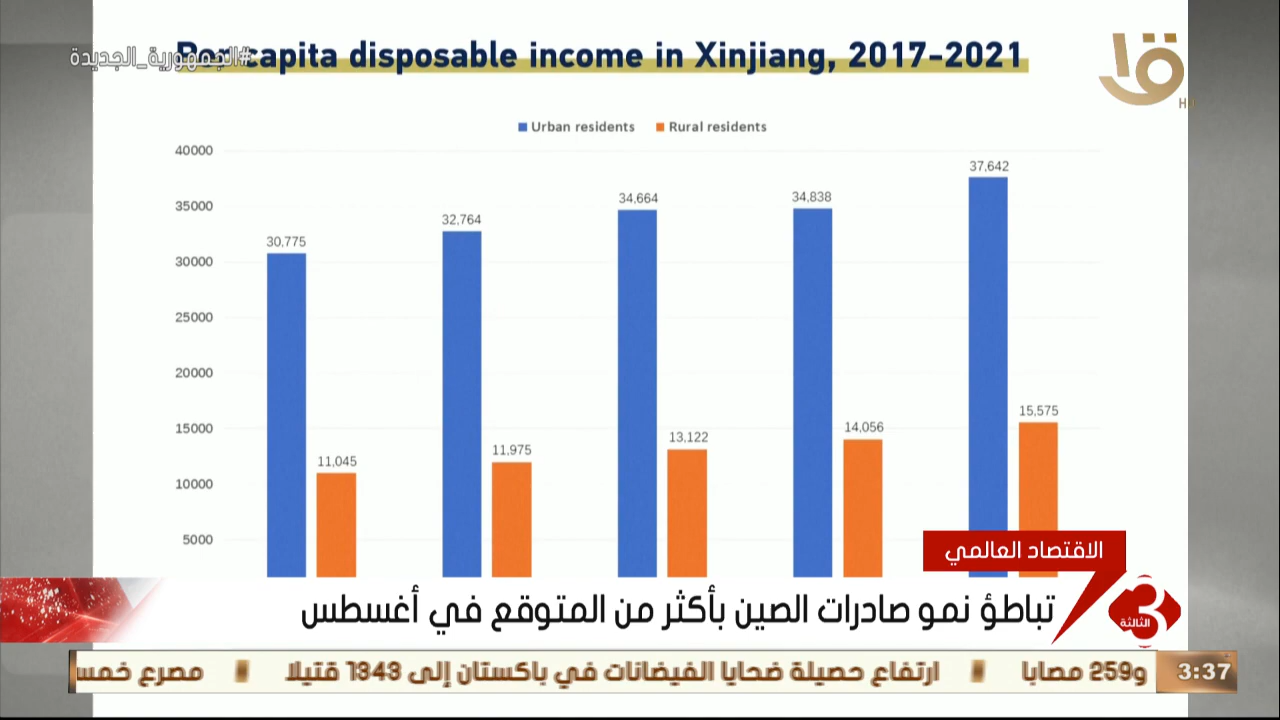 #الجمهورية_الجديدة
Per capita disposable income in Xinjiang, 2017-2021
HD
Urban residents
Rural residents
40000
35000
30000
25000
20000
15000
10000
5000
30,775
11,045
32,764
11,975
34,664
13,122
34,838
14,056
37,642
15,575
الاقتصاد العالمي
تباطؤ نمو صادرات الصين بأكثر من المتوقع في أغسطس
3
الثالثة
و259 مصابا ارتفاع حصيلة ضحايا الفيضانات في باكستان إلى 1343 قتيلا مصرع
3:37